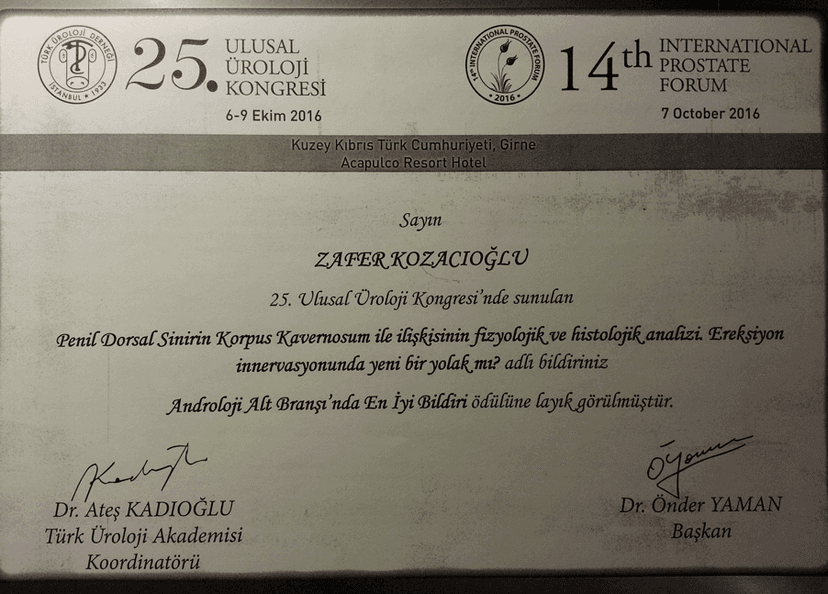 TÜRK ÜROLOJİ DERNEĞİ
İSTANBUL ★ 1933
25. ULUSAL
ÜROLOJİ
KONGRESİ
6-9 Ekim 2016
14th INTERNATIONAL PROSTATE FORUM
• 2016 •
14th INTERNATIONAL
PROSTATE
FORUM
7 October 2016
Kuzey Kıbrıs Türk Cumhuriyeti, Girne
Acapulco Resort Hotel
Sayın
ZAFER KOZACIOĞLU
25. Ulusal Üroloji Kongresi'nde sunulan
Penil Dorsal Sinirin Korpus Kavernosum ile ilişkisinin fizyolojik ve histolojik analizi. Ereksiyon
innervasyonunda yeni bir yolak mı? adlı bildiriniz
Androloji Alt Branşı'nda En İyi Bildiri ödülüne layık görülmüştür.
Dr. Ateş KADIOĞLU
Türk Üroloji Akademisi
Koordinatörü
Dr. Önder YAMAN
Başkan